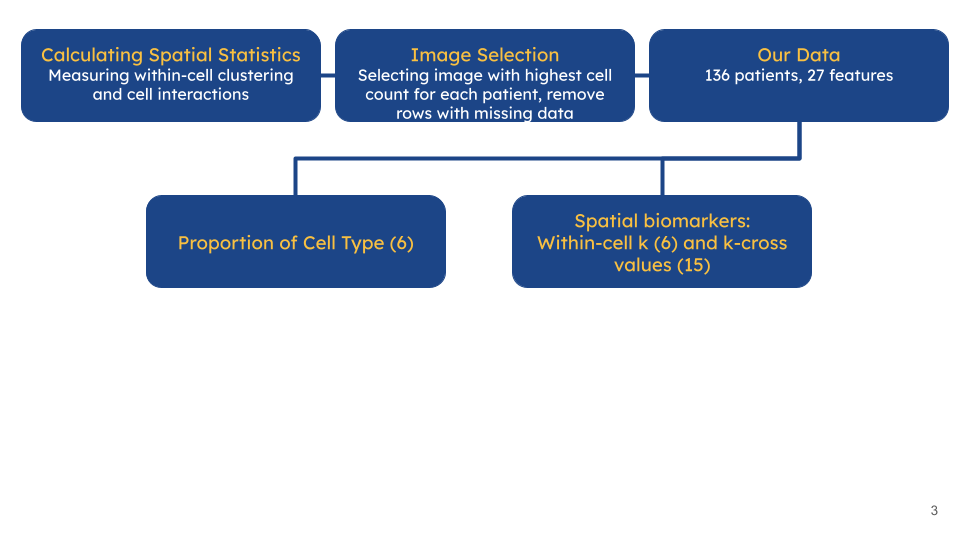 Calculating Spatial Statistics
Measuring within-cell clustering
and cell interactions
Image Selection
Selecting image with highest cell
count for each patient, remove
rows with missing data
Our Data
136 patients, 27 features
Proportion of Cell Type (6)
Spatial biomarkers:
Within-cell k (6) and k-cross
values (15)
3